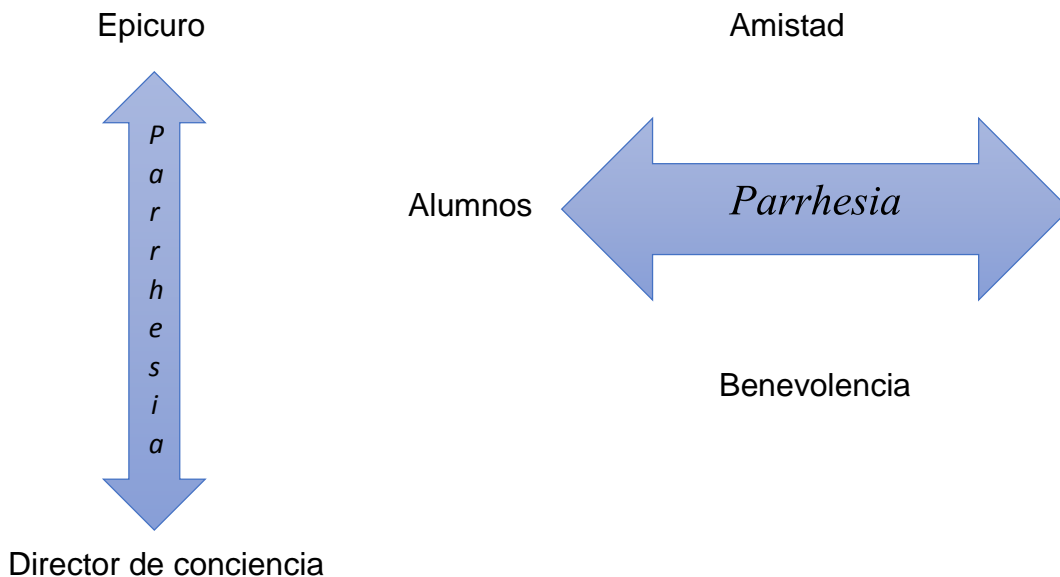 Epicuro
Parrhesia
Director de conciencia
Amistad
Alumnos
Parrhesia
Benevolencia